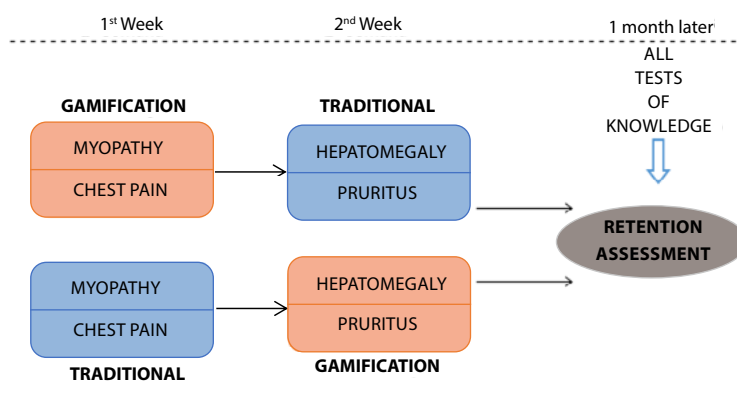 1st Week 2nd Week 1 month later
ALL
TESTS
OF
KNOWLEDGE
GAMIFICATION TRADITIONAL
MYOPATHY
CHEST PAIN
HEPATOMEGALY
PRURITUS
RETENTION
ASSESSMENT
MYOPATHY
CHEST PAIN
TRADITIONAL
HEPATOMEGALY
PRURITUS
GAMIFICATION